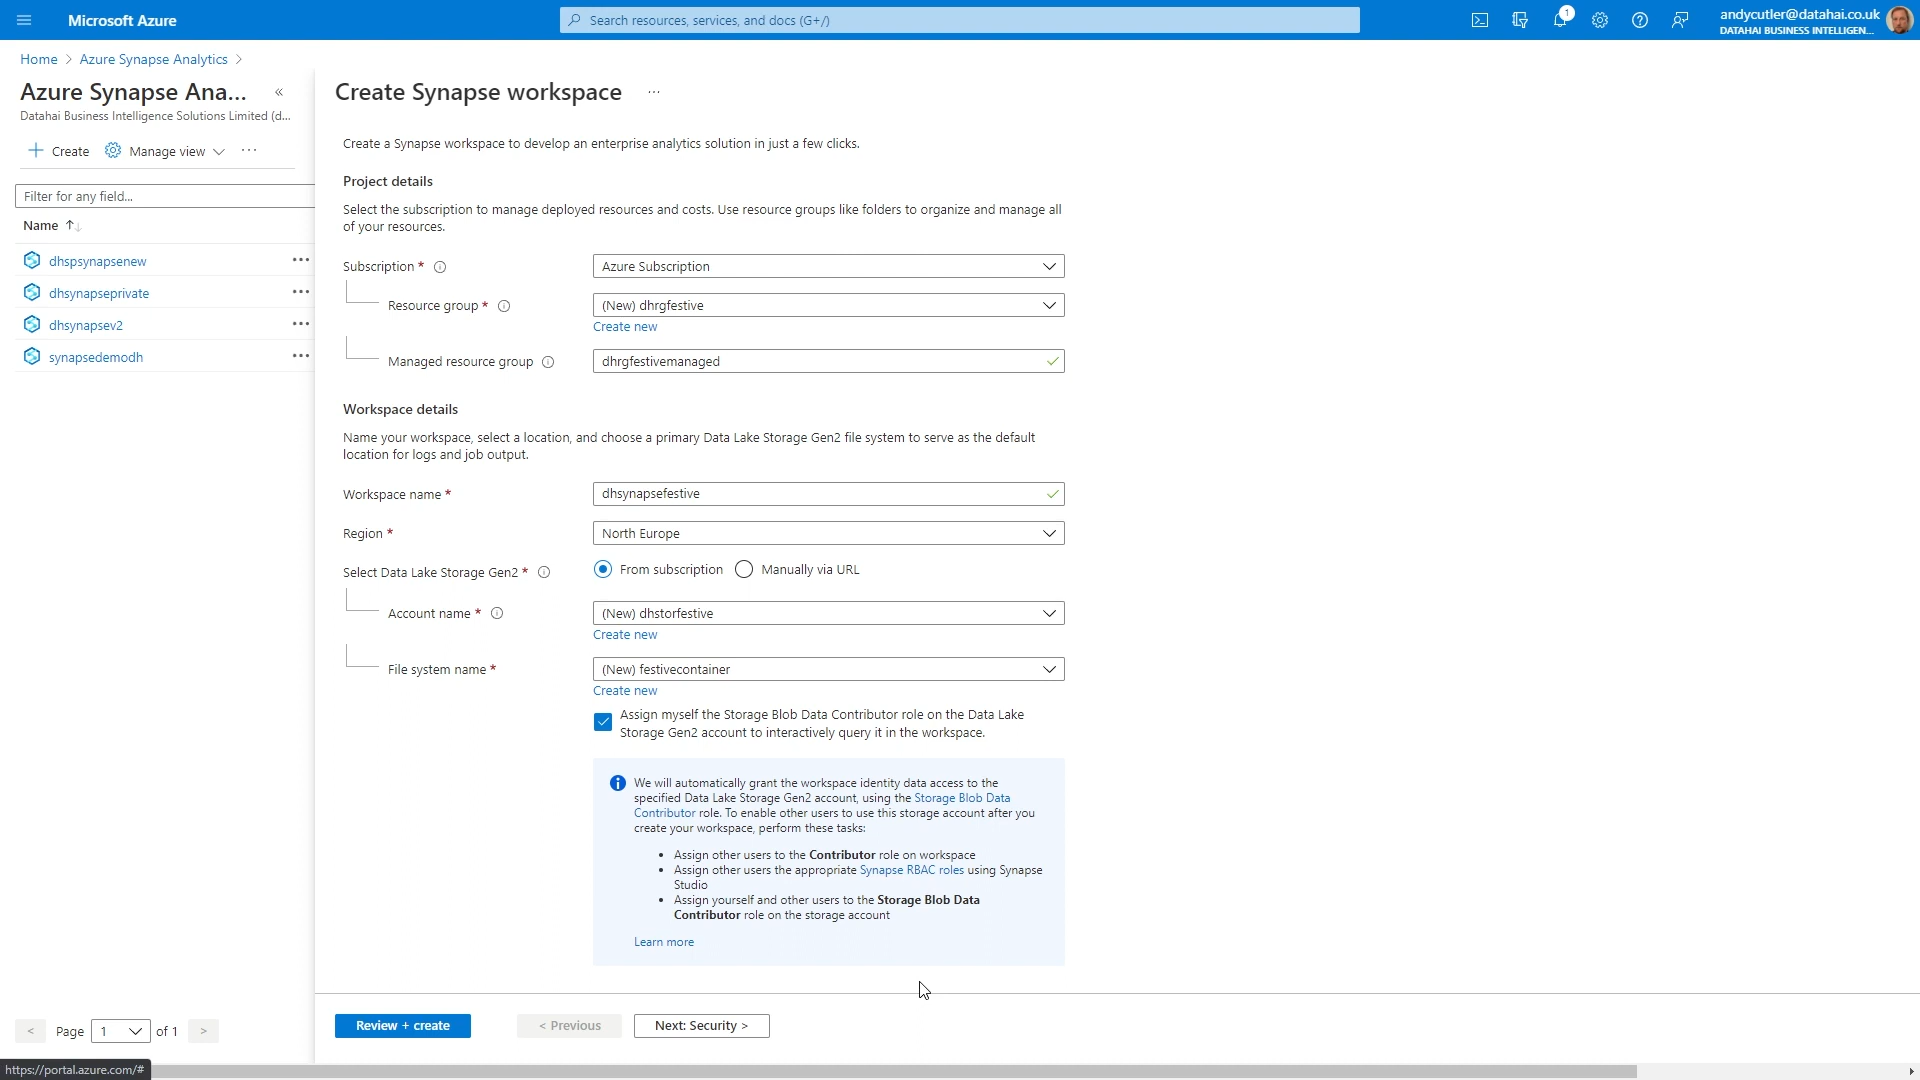 Microsoft Azure
Search resources, services, and docs (G+/)
1
andycutler@datahai.co.uk
DATAHAI BUSINESS INTELLIGEN...
Home > Azure Synapse Analytics >
Azure Synapse Ana... «
Datahai Business Intelligence Solutions Limited (d...
+ Create Manage view ...
Filter for any field...
Name ↑↓
dhspsynapsenew ...
dhsynapseprivate ...
dhsynapsev2 ...
synapsedemodh ...
< Page 1 of 1 >
https://portal.azure.com/#
Create Synapse workspace ...
Create a Synapse workspace to develop an enterprise analytics solution in just a few clicks.
Project details
Select the subscription to manage deployed resources and costs. Use resource groups like folders to organize and manage all
of your resources.
Subscription * Azure Subscription
Resource group * (New) dhrgfestive
Create new
Managed resource group dhrgfestivemanaged
Workspace details
Name your workspace, select a location, and choose a primary Data Lake Storage Gen2 file system to serve as the default
location for logs and job output.
Workspace name * dhsynapsefestive
Region * North Europe
Select Data Lake Storage Gen2 * From subscription Manually via URL
Account name * (New) dhstorfestive
Create new
File system name * (New) festivecontainer
Create new
Assign myself the Storage Blob Data Contributor role on the Data Lake
Storage Gen2 account to interactively query it in the workspace.
We will automatically grant the workspace identity data access to the
specified Data Lake Storage Gen2 account, using the Storage Blob Data
Contributor role. To enable other users to use this storage account after you
create your workspace, perform these tasks:
• Assign other users to the Contributor role on workspace
• Assign other users the appropriate Synapse RBAC roles using Synapse
Studio
• Assign yourself and other users to the Storage Blob Data
Contributor role on the storage account
Learn more
Review + create < Previous Next: Security >